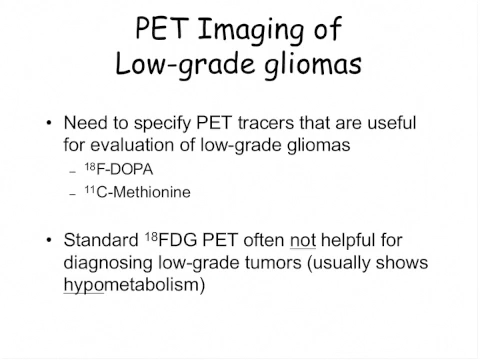 PET Imaging of
Low-grade gliomas
• Need to specify PET tracers that are useful
for evaluation of low-grade gliomas
– ¹⁸F-DOPA
– ¹¹C-Methionine
• Standard ¹⁸FDG PET often not helpful for
diagnosing low-grade tumors (usually shows
hypometabolism)